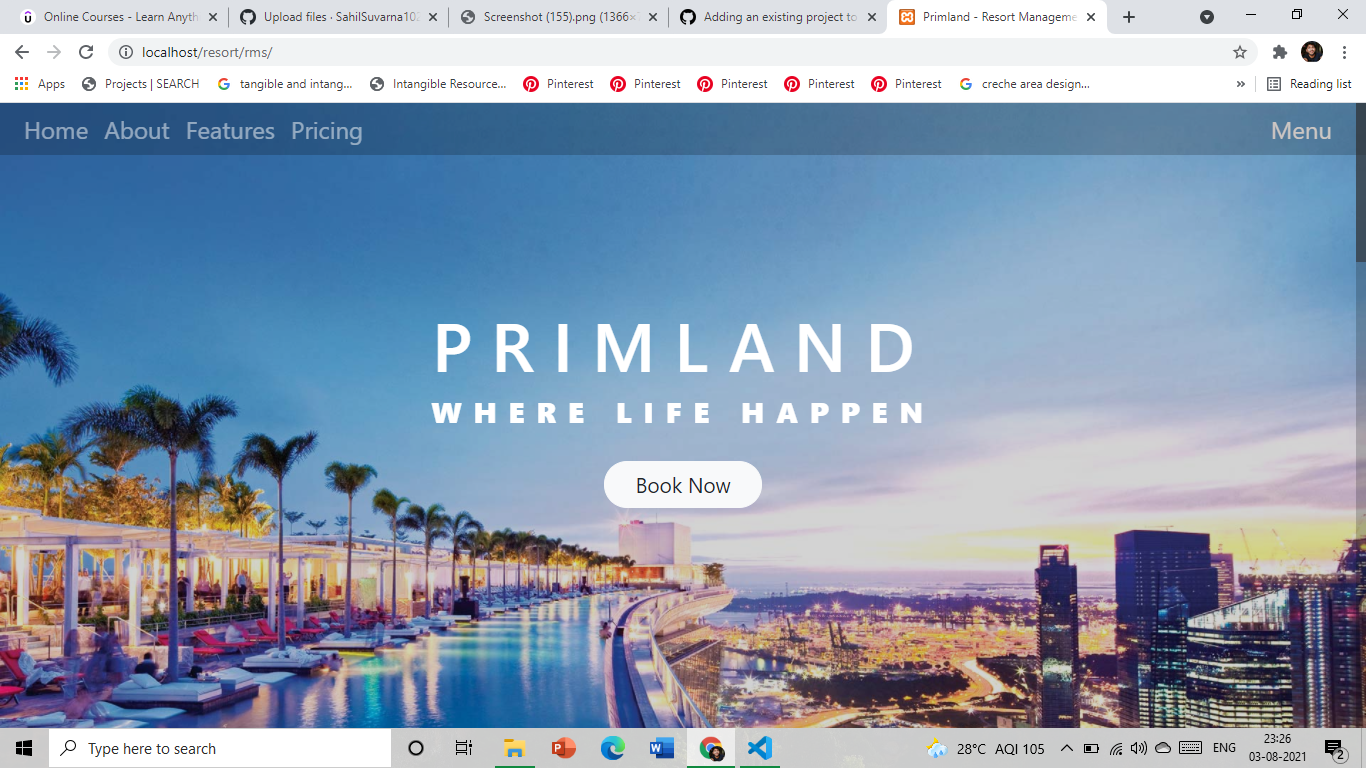 Online Courses - Learn Anyth
Upload files · SahilSuvarna102
Screenshot (155).png (1366×
Adding an existing project to
Primland - Resort Manageme
localhost/resort/rms/
Apps
Projects | SEARCH
tangible and intang...
Intangible Resource...
Pinterest
Pinterest
Pinterest
Pinterest
Pinterest
creche area design...
»
Reading list
Home About Features Pricing
Menu
PRIMLAND
WHERE LIFE HAPPEN
Book Now
Type here to search
28°C AQI 105
ENG
23:26
03-08-2021
2